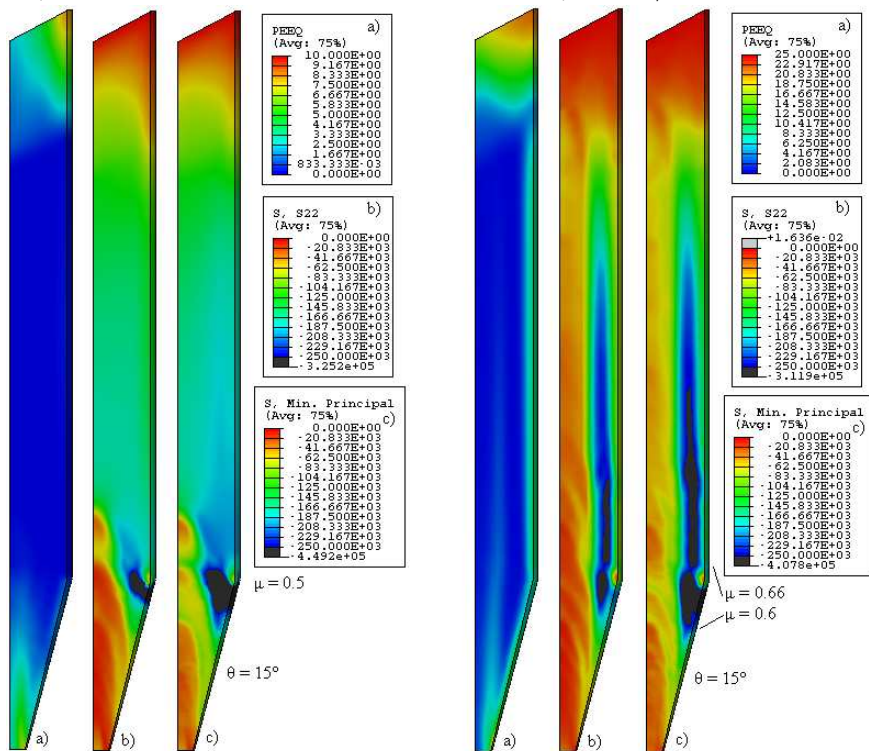 PEEQ a)
(Avg: 75%)
10.000E+00
9.167E+00
8.333E+00
7.500E+00
6.667E+00
5.833E+00
5.000E+00
4.167E+00
3.333E+00
2.500E+00
1.666E+00
833.333E-03
0.000E+00
S, S22 b)
(Avg: 75%)
0.000E+00
-20.833E+03
-41.667E+03
-62.500E+03
-83.333E+03
-104.167E+03
-125.000E+03
-145.833E+03
-166.667E+03
-187.500E+03
-208.333E+03
-229.167E+03
-250.000E+03
-3.252e+05
S, Min. Principal
(Avg: 75%) c)
0.000E+00
-20.833E+03
-41.667E+03
-62.500E+03
-83.333E+03
-104.167E+03
-125.000E+03
-145.833E+03
-166.667E+03
-187.500E+03
-208.333E+03
-229.167E+03
-250.000E+03
-4.492e+05
μ = 0.5
θ = 15°
a) b) c)
PEEQ a)
(Avg: 75%)
25.000E+00
22.917E+00
20.833E+00
18.750E+00
16.667E+00
14.583E+00
12.500E+00
10.417E+00
8.333E+00
6.250E+00
4.167E+00
2.083E+00
0.000E+00
S, S22 b)
(Avg: 75%)
+1.636e-02
0.000E+00
-20.833E+03
-41.667E+03
-62.500E+03
-83.333E+03
-104.167E+03
-125.000E+03
-145.833E+03
-166.667E+03
-187.500E+03
-208.333E+03
-229.167E+03
-250.000E+03
-3.119e+05
S, Min. Principal
(Avg: 75%) c)
0.000E+00
-20.833E+03
-41.667E+03
-62.500E+03
-83.333E+03
-104.167E+03
-125.000E+03
-145.833E+03
-166.667E+03
-187.500E+03
-208.333E+03
-229.167E+03
-250.000E+03
-4.078e+05
μ = 0.66
μ = 0.6
θ = 15°
a) b) c)